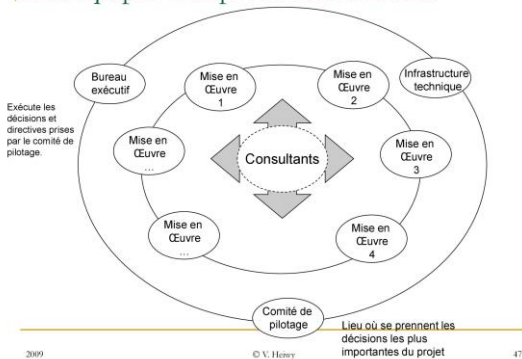 Bureau
exécutif
Mise en
Œuvre
1
Mise en
Œuvre
2
Infrastructure
technique
Exécute les
décisions et
directives prises
par le comité de
pilotage.
Mise en
Œuvre
...
Consultants
Mise en
Œuvre
3
Mise en
Œuvre
...
Mise en
Œuvre
4
Comité de
pilotage
Lieu où se prennent les
décisions les plus
importantes du projet
2009
© V. Heiwy
47